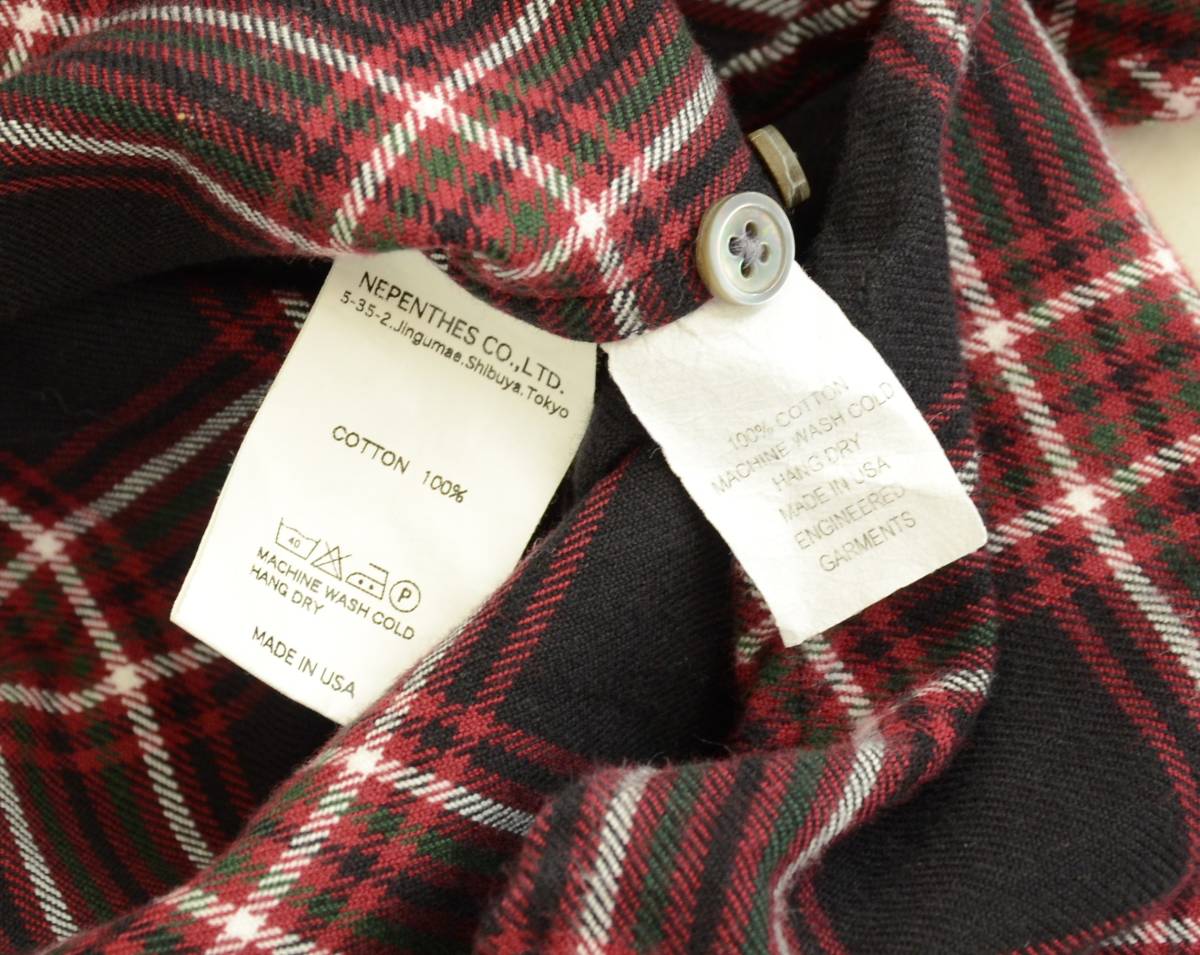 NEPENTHES CO.,LTD.
5-35-2.Jingumae.Shibuya.Tokyo
COTTON 100%
40
P
MACHINE WASH COLD
HANG DRY
MADE IN USA
100% COTTON
MACHINE WASH COLD
HANG DRY
MADE IN USA
ENGINEERED
GARMENTS